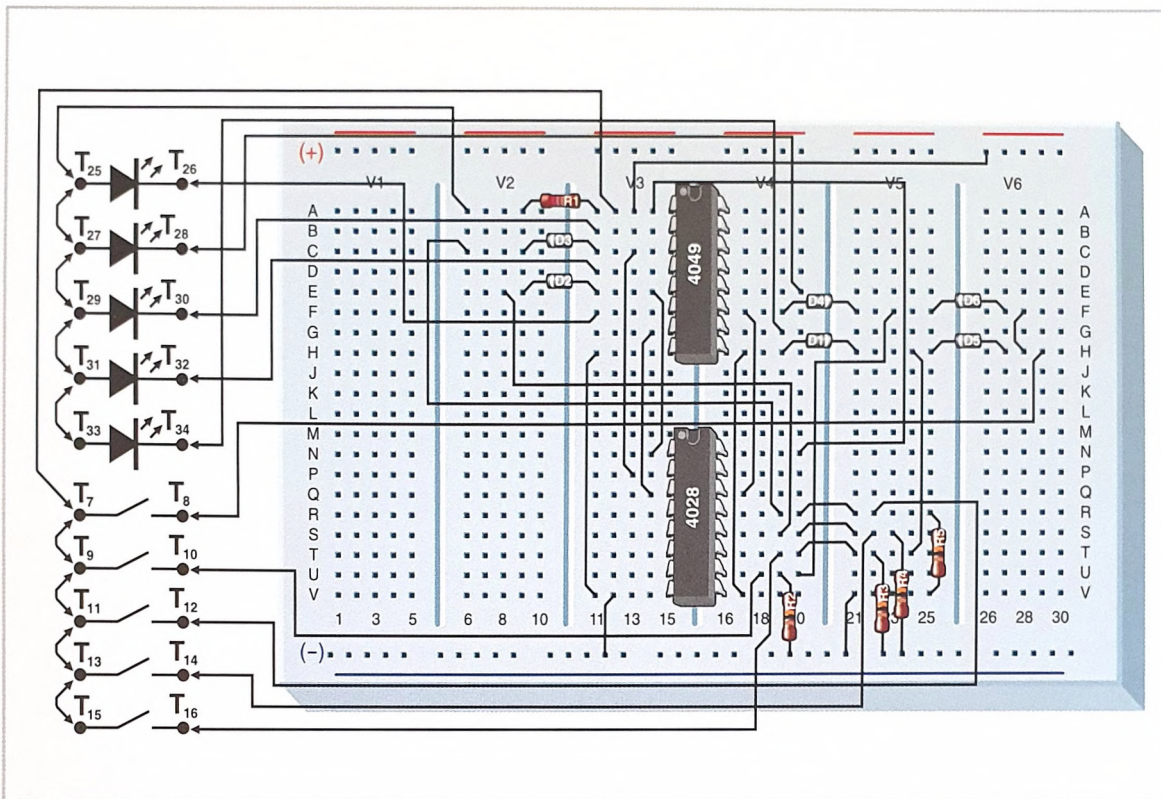 (+)
V1 V2 V3 V4 V5 V6
T25 T26
T27 T28
T29 T30
T31 T32
T33 T34
T7 T8
T9 T10
T11 T12
T13 T14
T15 T16
A R1 A
B B
C D3 4049 C
D D
E D2 E
F D4 D6 F
G G
H D1 D5 H
J J
K K
L L
M M
N N
P P
Q 4028 Q
R R
S S
T R5 T
U R4 U
V R2 R3 V
1 3 5 6 8 10 11 13 15 16 18 20 21 23 25 26 28 30
(-)